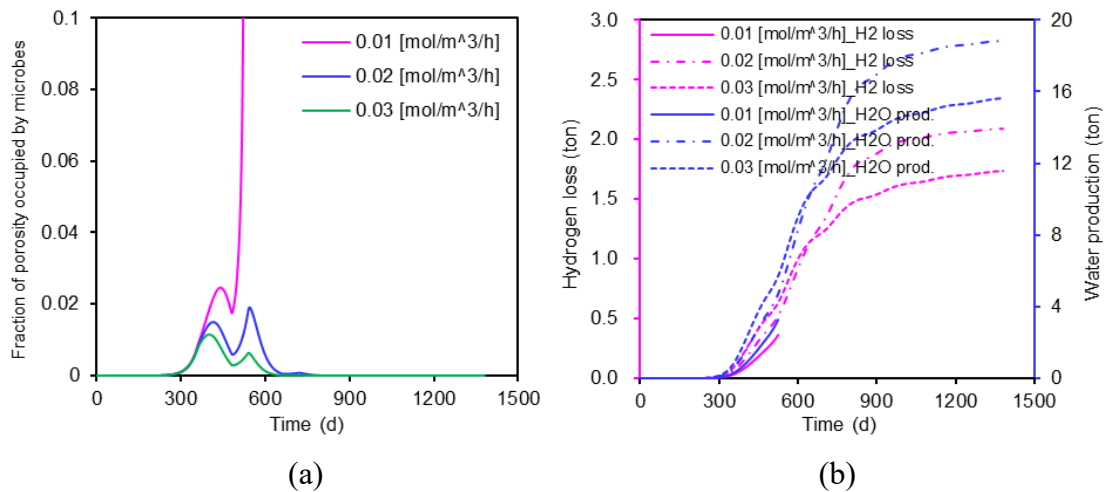 0.1
0.08
0.06
0.04
0.02
0
Fraction of porosity occupied by microbes
0.01 [mol/m^3/h]
0.02 [mol/m^3/h]
0.03 [mol/m^3/h]
0 300 600 900 1200 1500
Time (d)
(a)
3.0
2.5
2.0
1.5
1.0
0.5
0.0
Hydrogen loss (ton)
0.01 [mol/m^3/h]_H2 loss
0.02 [mol/m^3/h]_H2 loss
0.03 [mol/m^3/h]_H2 loss
0.01 [mol/m^3/h]_H2O prod.
0.02 [mol/m^3/h]_H2O prod.
0.03 [mol/m^3/h]_H2O prod.
20
16
12
8
4
0
Water production (ton)
0 300 600 900 1200 1500
Time (d)
(b)